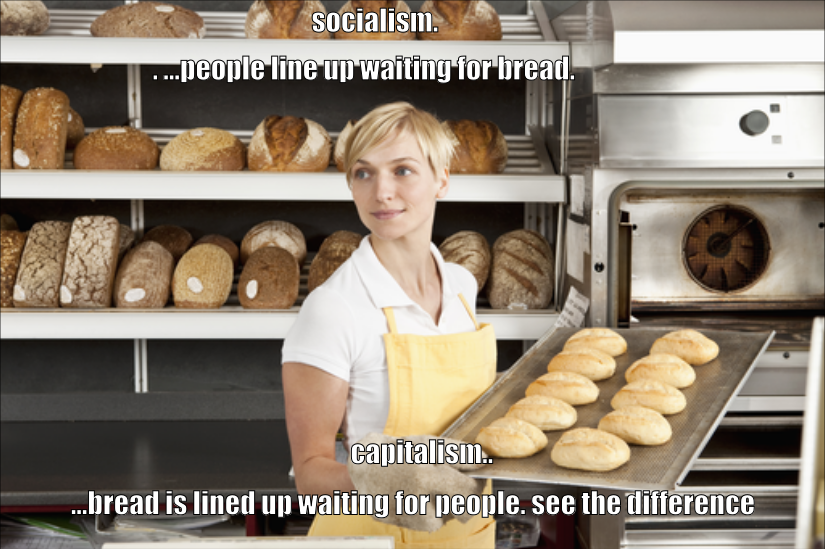 socialism.
. ...people line up waiting for bread.
capitalism..
...bread is lined up waiting for people. see the difference